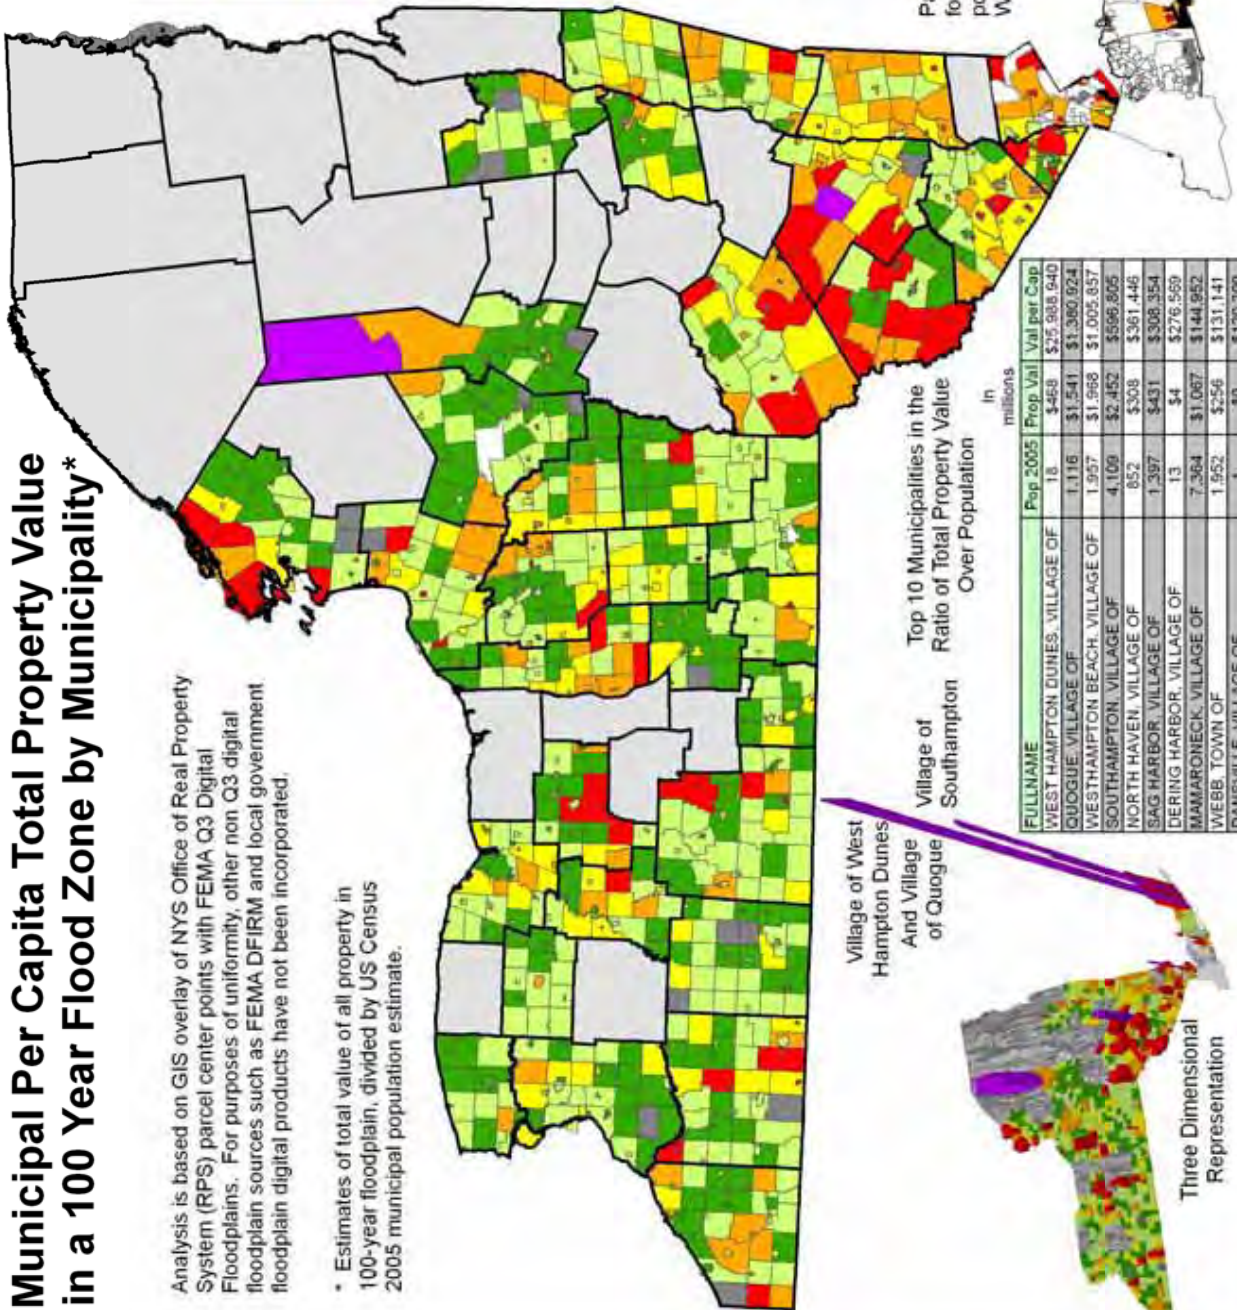 Municipal Per Capita Total Property Value
in a 100 Year Flood Zone by Municipality*
Analysis is based on GIS overlay of NYS Office of Real Property
System (RPS) parcel center points with FEMA Q3 Digital
Floodplains. For purposes of uniformity, other non Q3 digital
floodplain sources such as FEMA DFIRM and local government
floodplain digital products have not been incorporated.
* Estimates of total value of all property in
100-year floodplain, divided by US Census
2005 municipal population estimate.
Village of West
Hampton Dunes
And Village
of Quogue
Village of
Southampton
Three Dimensional
Representation
Top 10 Municipalities in the
Ratio of Total Property Value
Over Population
In
millions
FULLNAME Pop 2005 Prop Val Val per Cap
WEST HAMPTON DUNES, VILLAGE OF 18 $468 $25,988,940
QUOGUE, VILLAGE OF 1,116 $1,541 $1,380,924
WESTHAMPTON BEACH, VILLAGE OF 1,957 $1,968 $1,005,857
SOUTHAMPTON, VILLAGE OF 4,109 $2,452 $596,805
NORTH HAVEN, VILLAGE OF 852 $308 $361,446
SAG HARBOR, VILLAGE OF 1,397 $431 $308,354
DERING HARBOR, VILLAGE OF 13 $4 $276,569
MAMARONECK, VILLAGE OF 7,364 $1,067 $144,952
WEBB, TOWN OF 1,952 $256 $131,141
VILLAGE OF